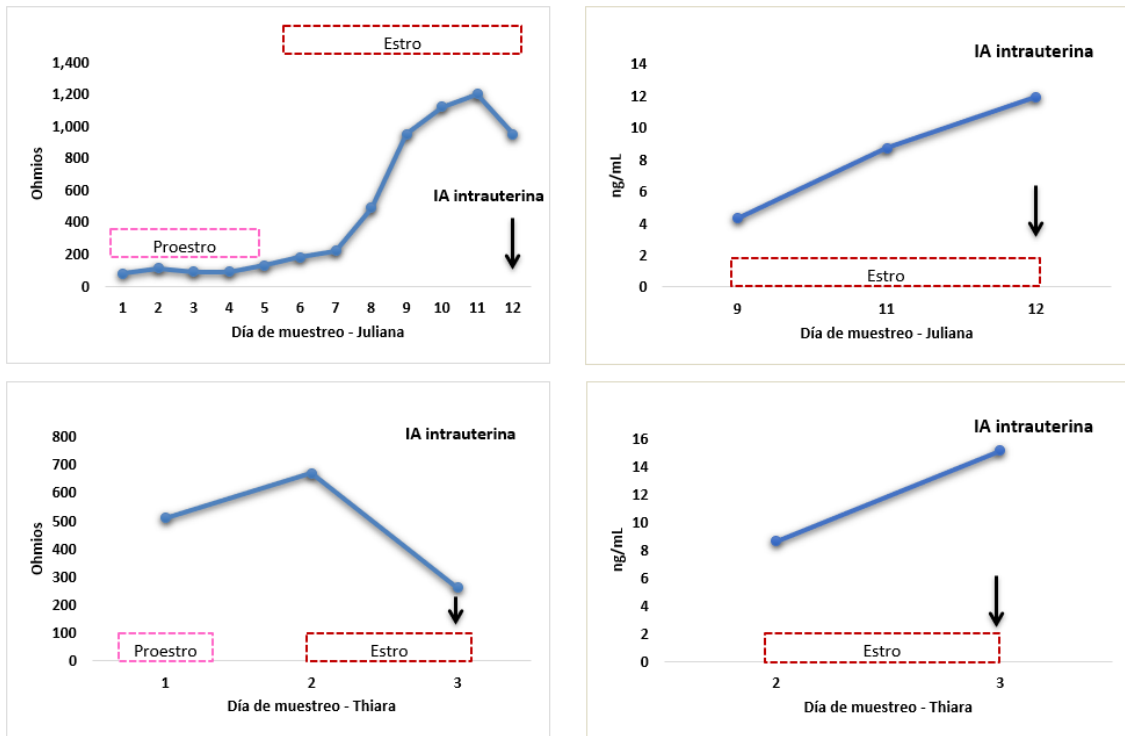 Estro
Ohmios
1,400
1,200
1,000
800
600
400
200
0
IA intrauterina
Proestro
1 2 3 4 5 6 7 8 9 10 11 12
Día de muestreo - Juliana
IA intrauterina
ng/mL
14
12
10
8
6
4
2
0
Estro
9 11 12
Día de muestreo - Juliana
IA intrauterina
Ohmios
800
700
600
500
400
300
200
100
0
Proestro
Estro
1 2 3
Día de muestreo - Thiara
IA intrauterina
ng/mL
16
14
12
10
8
6
4
2
0
Estro
2 3
Día de muestreo - Thiara